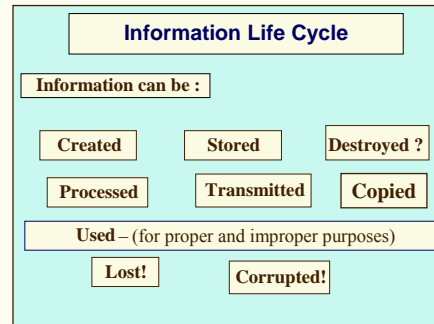 Information Life Cycle
Information can be :
Created Stored Destroyed ?
Processed Transmitted Copied
Used – (for proper and improper purposes)
Lost! Corrupted!